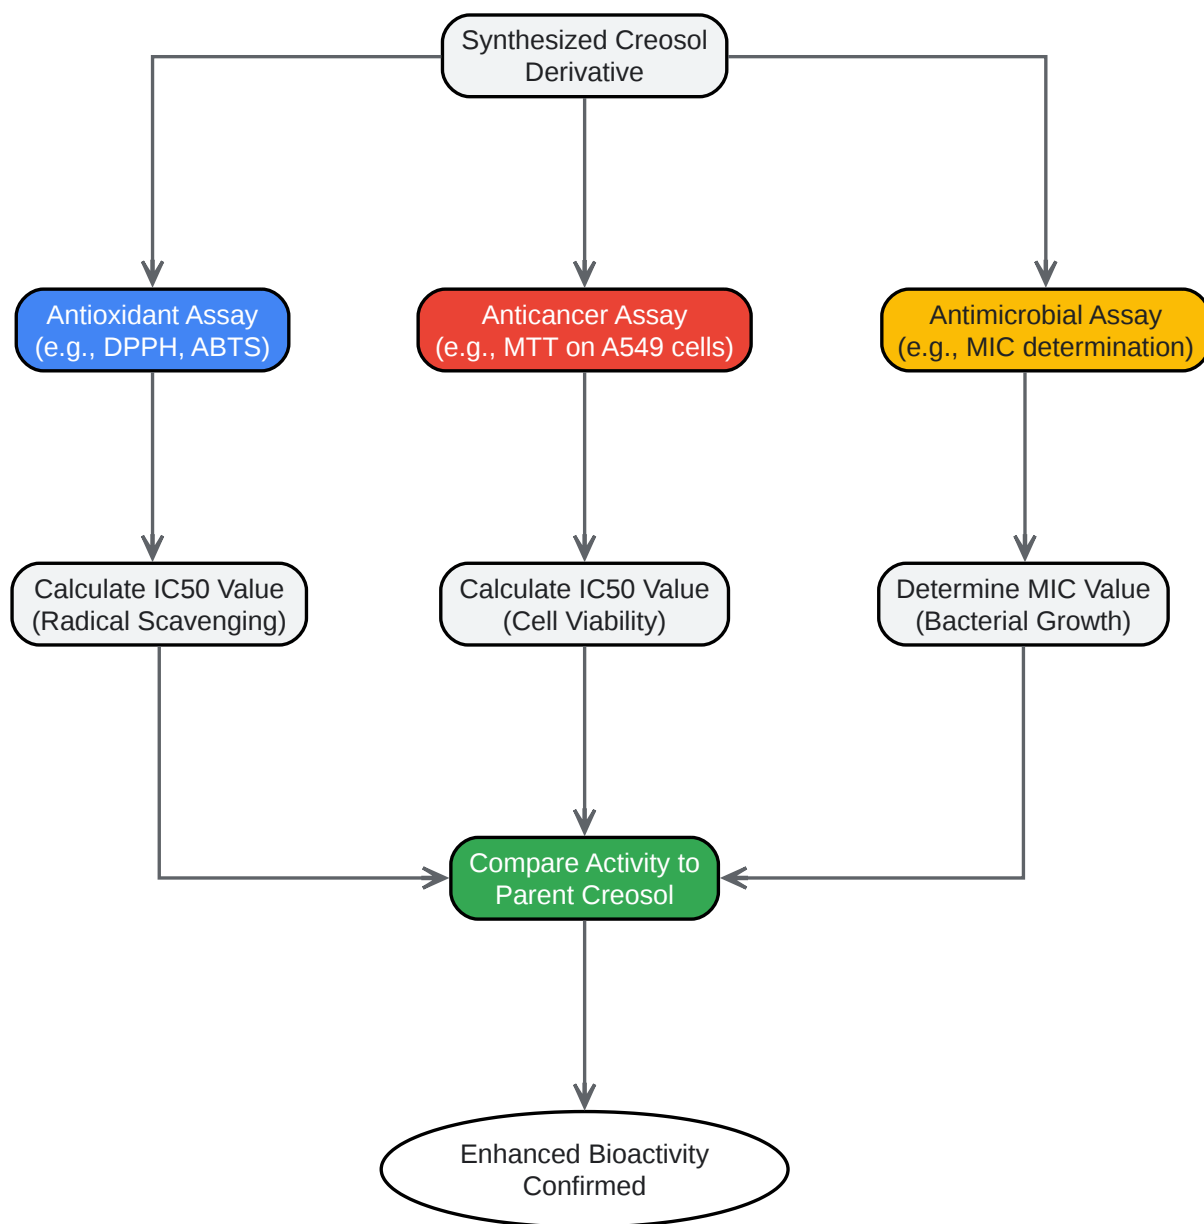 Synthesized Creosol
Derivative
Antioxidant Assay
(e.g., DPPH, ABTS)
Anticancer Assay
(e.g., MTT on A549 cells)
Antimicrobial Assay
(e.g., MIC determination)
Calculate IC50 Value
(Radical Scavenging)
Calculate IC50 Value
(Cell Viability)
Determine MIC Value
(Bacterial Growth)
Compare Activity to
Parent Creosol
Enhanced Bioactivity
Confirmed